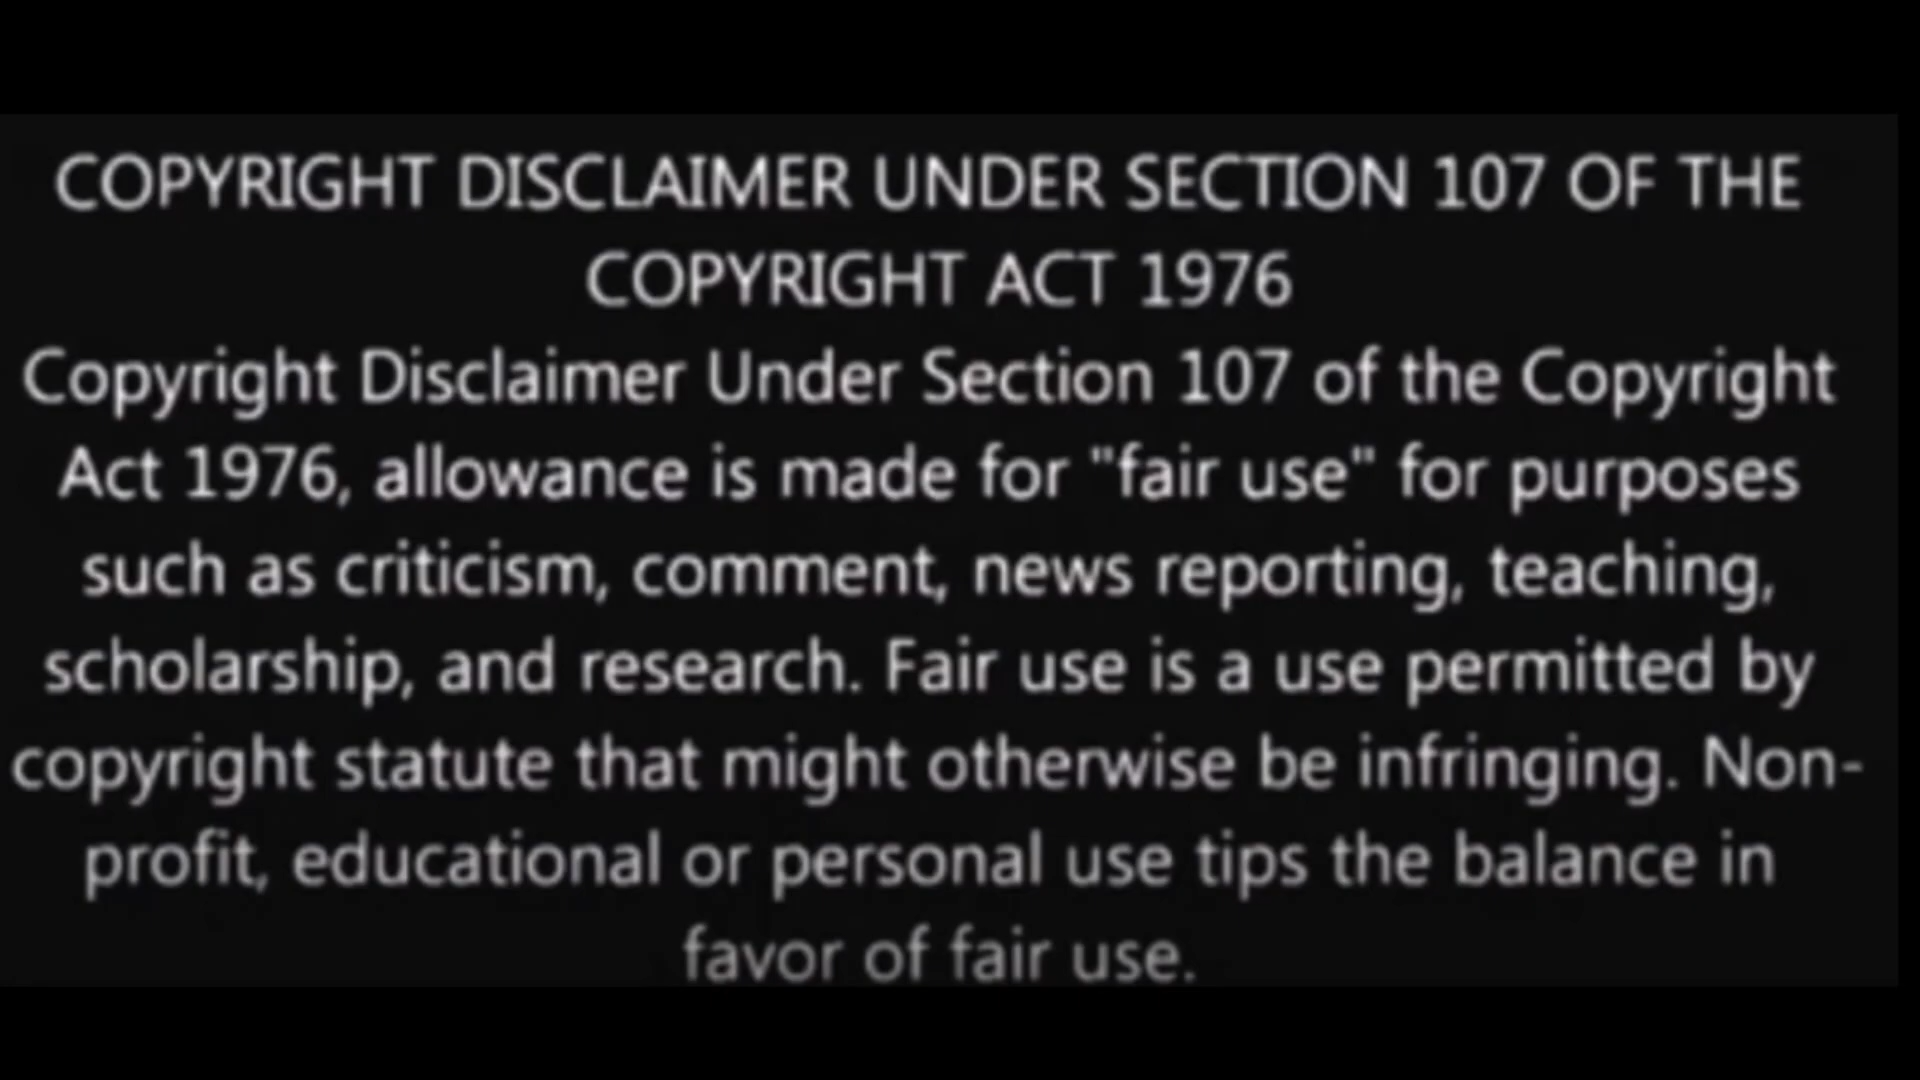 COPYRIGHT DISCLAIMER UNDER SECTION 107 OF THE
COPYRIGHT ACT 1976
Copyright Disclaimer Under Section 107 of the Copyright
Act 1976, allowance is made for "fair use" for purposes
such as criticism, comment, news reporting, teaching,
scholarship, and research. Fair use is a use permitted by
copyright statute that might otherwise be infringing. Non-
profit, educational or personal use tips the balance in
favor of fair use.